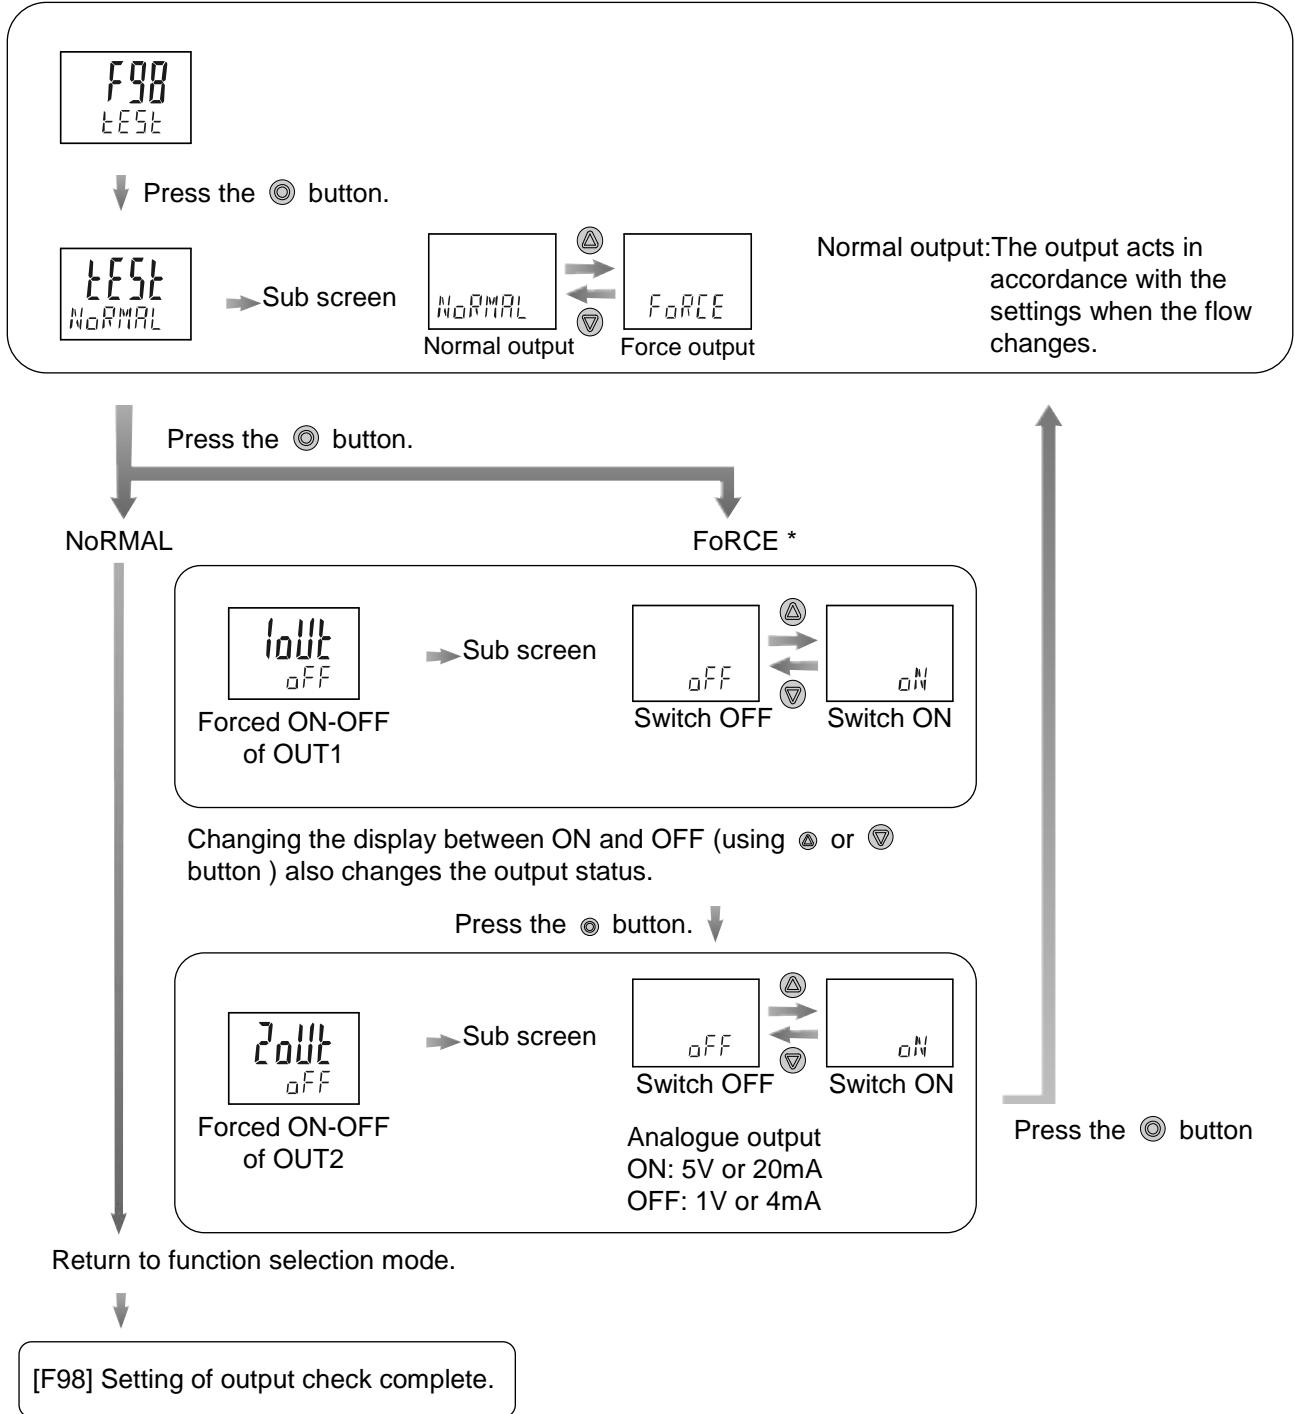 F98
tESt
Press the button.
tESt
NoRMAL
Sub screen
NoRMAL
FoRCE
Normal output
Force output
Normal output:The output acts in
accordance with the
settings when the flow
changes.
Press the button.
NoRMAL
FoRCE *
1oUt
oFF
Forced ON-OFF
of OUT1
Sub screen
oFF
oN
Switch OFF
Switch ON
Changing the display between ON and OFF (using or
button ) also changes the output status.
Press the button.
2oUt
oFF
Forced ON-OFF
of OUT2
Sub screen
oFF
oN
Switch OFF
Switch ON
Analogue output
ON: 5V or 20mA
OFF: 1V or 4mA
Press the button
Return to function selection mode.
[F98] Setting of output check complete.